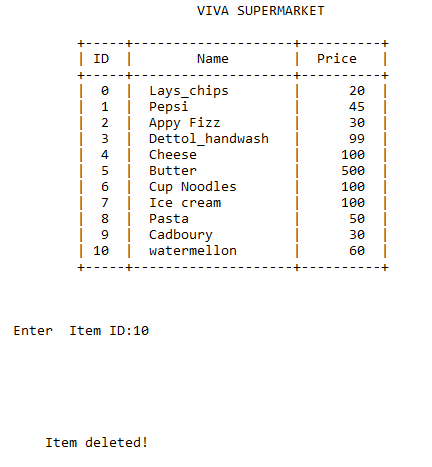 VIVA SUPERMARKET
+-----+--------------------+----------+
| ID | Name | Price |
+-----+--------------------+----------+
| 0 | Lays_chips | 20 |
| 1 | Pepsi | 45 |
| 2 | Appy Fizz | 30 |
| 3 | Dettol_handwash | 99 |
| 4 | Cheese | 100 |
| 5 | Butter | 500 |
| 6 | Cup Noodles | 100 |
| 7 | Ice cream | 100 |
| 8 | Pasta | 50 |
| 9 | Cadboury | 30 |
| 10 | watermellon | 60 |
+-----+--------------------+----------+
Enter  Item ID:10
Item deleted!